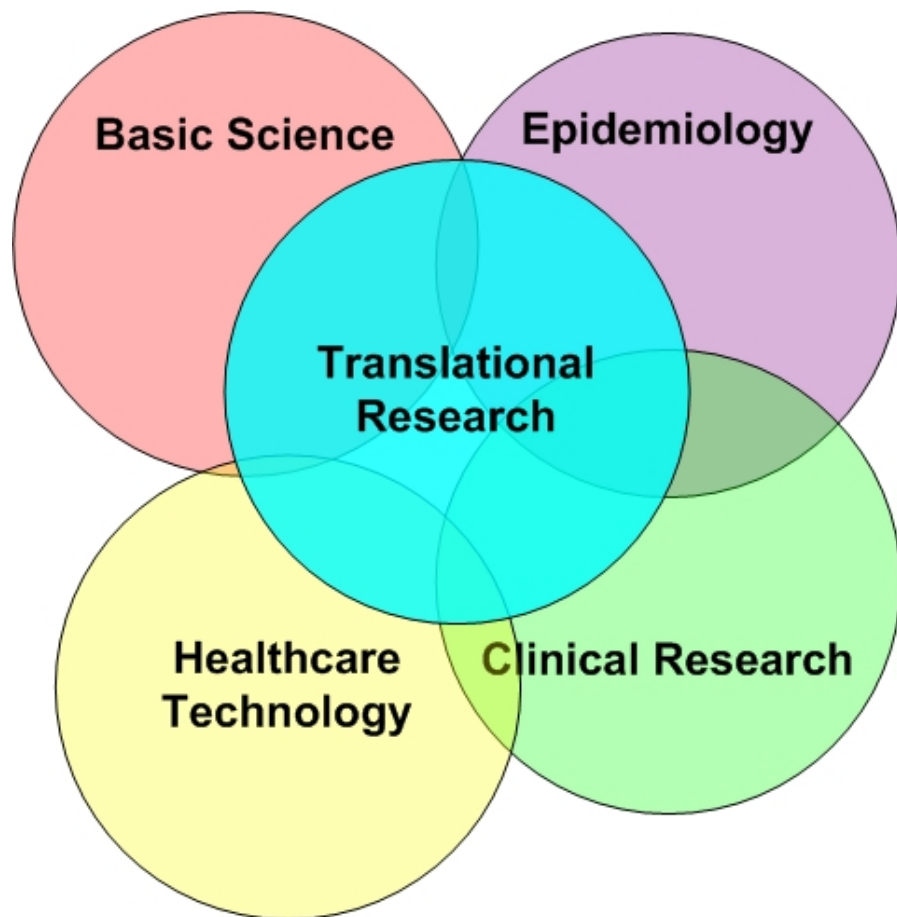 Basic Science
Epidemiology
Translational
Research
Healthcare
Technology
Clinical Research